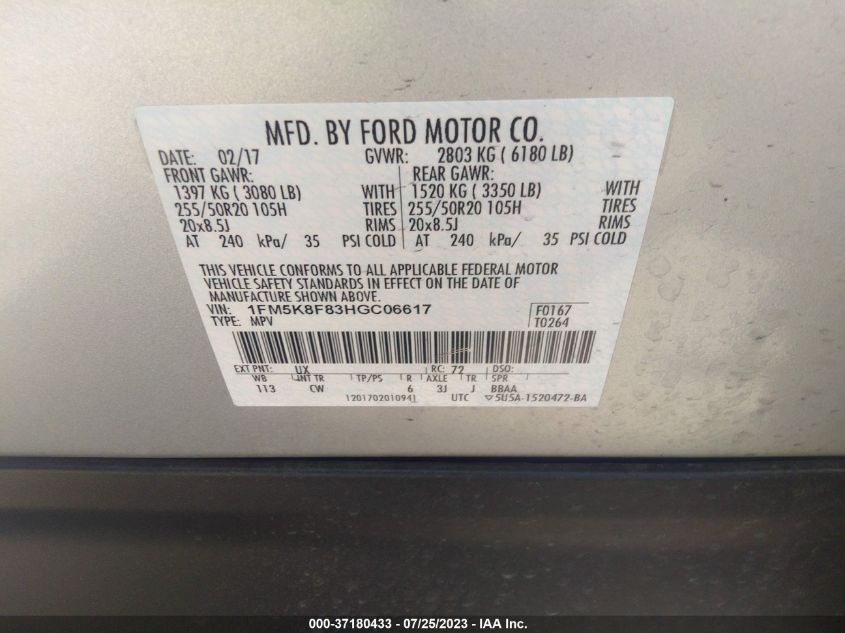 MFD. BY FORD MOTOR CO.
DATE: 02/17 GVWR: 2803 KG ( 6180 LB)
FRONT GAWR: REAR GAWR:
1397 KG ( 3080 LB) WITH 1520 KG ( 3350 LB) WITH
255/50R20 105H TIRES 255/50R20 105H TIRES
20x8.5J RIMS 20x8.5J RIMS
AT 240 kPa/ 35 PSI COLD AT 240 kPa/ 35 PSI COLD
THIS VEHICLE CONFORMS TO ALL APPLICABLE FEDERAL MOTOR
VEHICLE SAFETY STANDARDS IN EFFECT ON THE DATE OF
MANUFACTURE SHOWN ABOVE.
VIN: 1FM5K8F83HGC06617 F0167
TYPE: MPV T0264
EXT PNT: UX RC: 72 DSO:
WB INT TR TP/PS R AXLE TR SPR
113 CW 6 3J J BBAA
120170201094 UTC ▽5U5A-1520472-BA
000-37180433 / 07/25/2023 - IAA Inc.